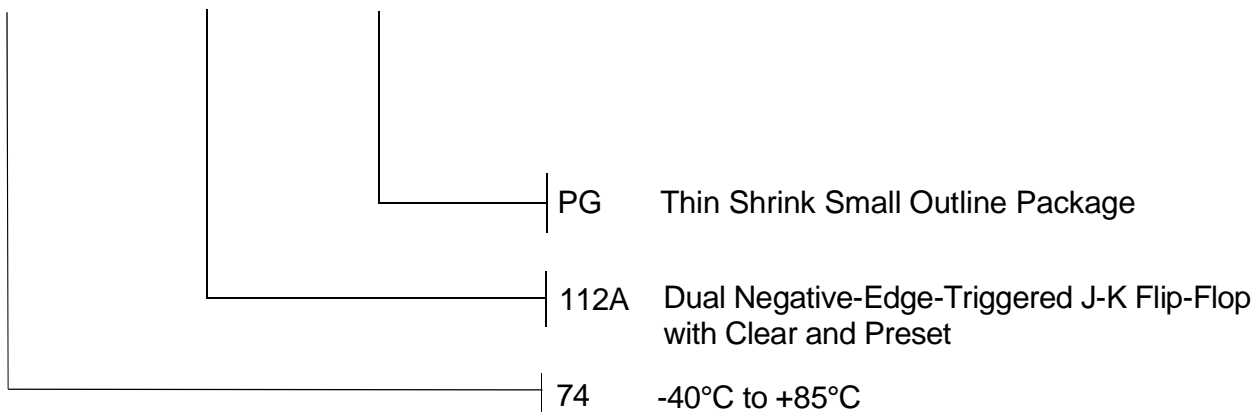 PG Thin Shrink Small Outline Package
112A Dual Negative-Edge-Triggered J-K Flip-Flop
with Clear and Preset
74 -40°C to +85°C